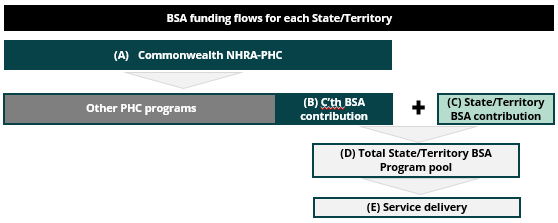 BSA funding flows for each State/Territory
(A) Commonwealth NHRA-PHC
Other PHC programs
(B) C'th BSA
contribution
+
(C) State/Territory
BSA contribution
(D) Total State/Territory BSA
Program pool
(E) Service delivery